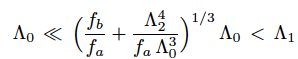 Λ₀ ≪ ( f_b / f_a + Λ₂⁴ / (f_a Λ₀³) )^{1/3} Λ₀ < Λ₁